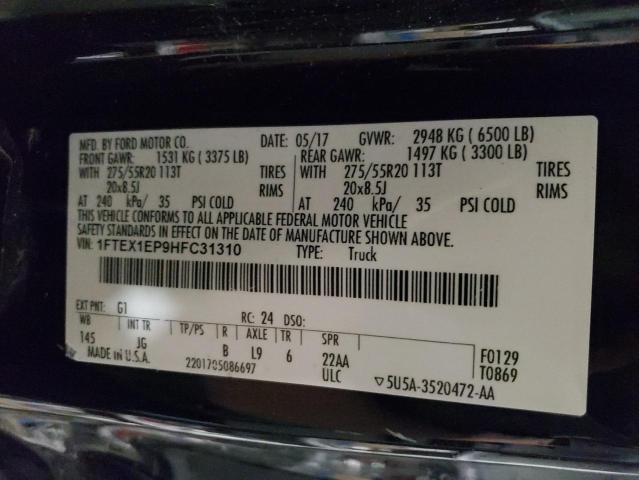 MFD. BY FORD MOTOR CO. DATE: 05/17 GVWR: 2948 KG ( 6500 LB)
FRONT GAWR: 1531 KG ( 3375 LB) REAR GAWR: 1497 KG ( 3300 LB)
WITH 275/55R20 113T TIRES WITH 275/55R20 113T TIRES
20x8.5J RIMS 20x8.5J RIMS
AT 240 kPa/ 35 PSI COLD AT 240 kPa/ 35 PSI COLD
THIS VEHICLE CONFORMS TO ALL APPLICABLE FEDERAL MOTOR VEHICLE
SAFETY STANDARDS IN EFFECT ON THE DATE OF MANUFACTURE SHOWN ABOVE.
VIN: 1FTEX1EP9HFC31310 TYPE: Truck
EXT PNT: G1 RC: 24 DSO:
WB INT TR TP/PS R AXLE TR SPR
145 JG B L9 6 22AA F0129
MADE IN U.S.A. 2201705086697 ULC T0869
▽5U5A-3520472-AA